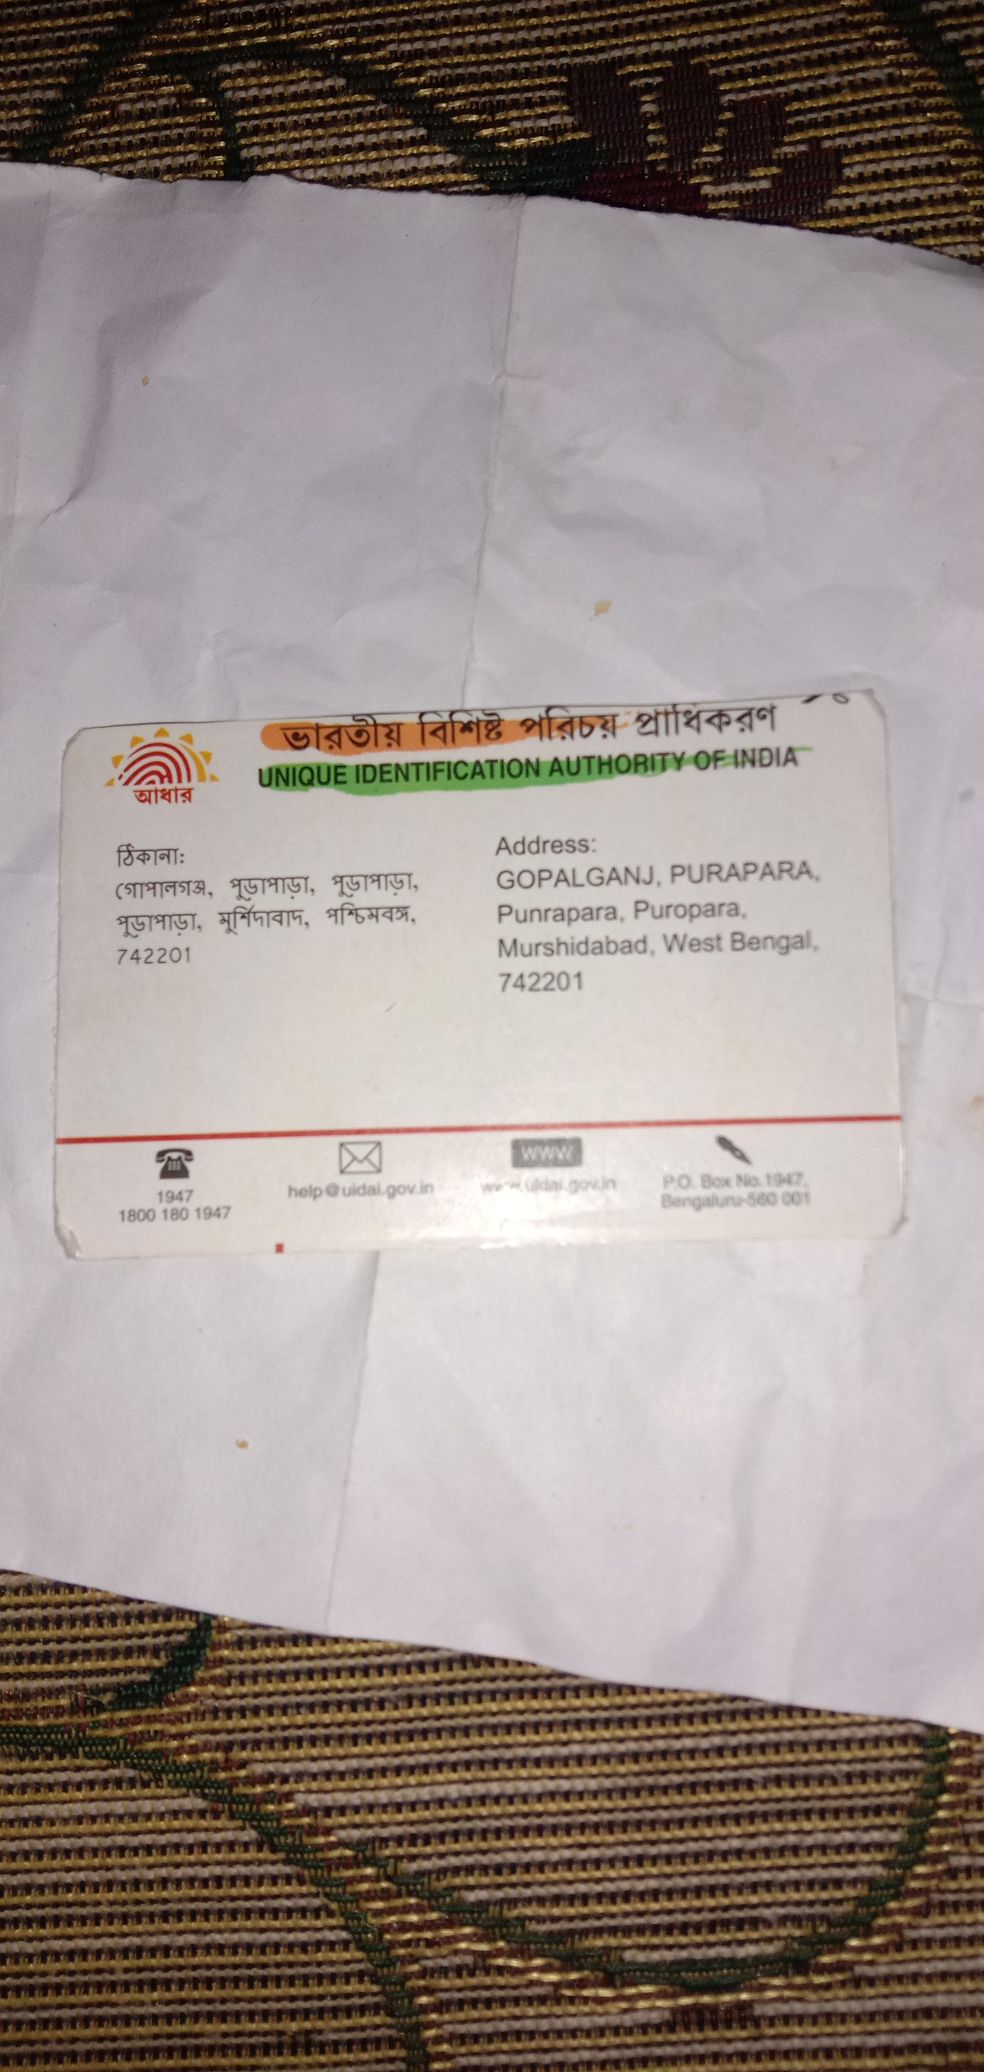 ভারতীয় বিশিষ্ট পরিচয় প্রাধিকরণ
UNIQUE IDENTIFICATION AUTHORITY OF INDIA
আধার
ঠিকানা:
গোপালগঞ্জ, পূড়াপাড়া, পূড়াপাড়া,
পূড়াপাড়া, মূর্শিদাবাদ, পশ্চিমবঙ্গ,
742201
Address:
GOPALGANJ, PURAPARA,
Punrapara, Puropara,
Murshidabad, West Bengal,
742201
1947
1800 180 1947
help@uidai.gov.in
WWW
www.uidai.gov.in
P.O. Box No.1947,
Bengaluru-560 001